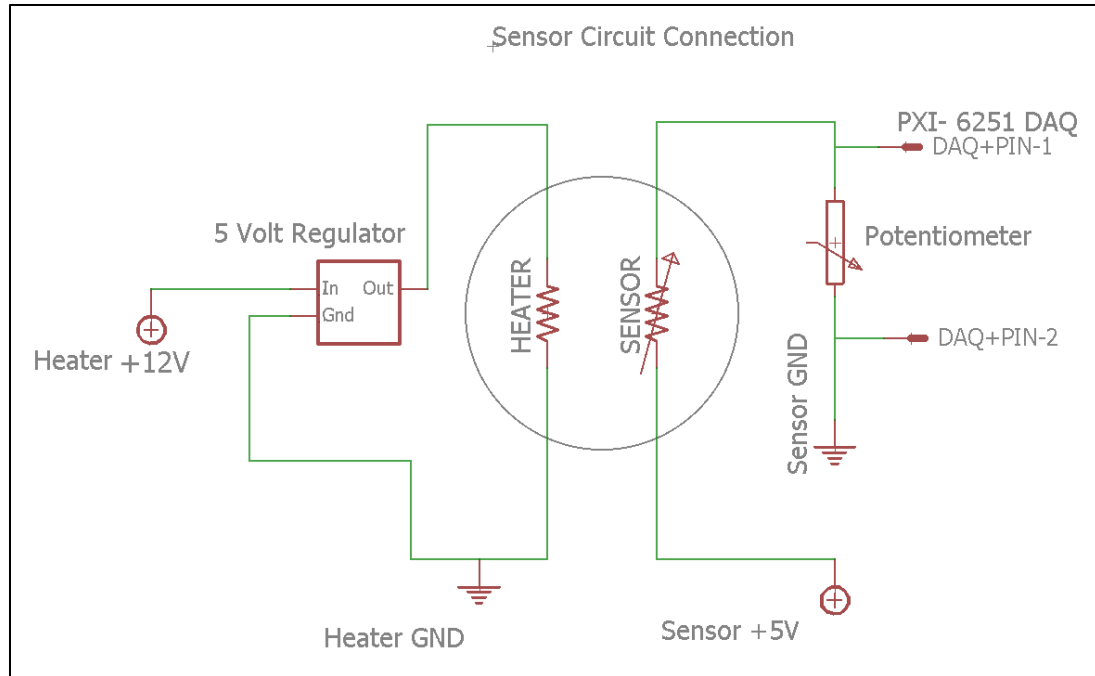 Sensor Circuit Connection
PXI- 6251 DAQ
DAQ+PIN-1
5 Volt Regulator
Potentiometer
In
Out
Gnd
HEATER
SENSOR
Heater +12V
DAQ+PIN-2
Sensor GND
Heater GND
Sensor +5V